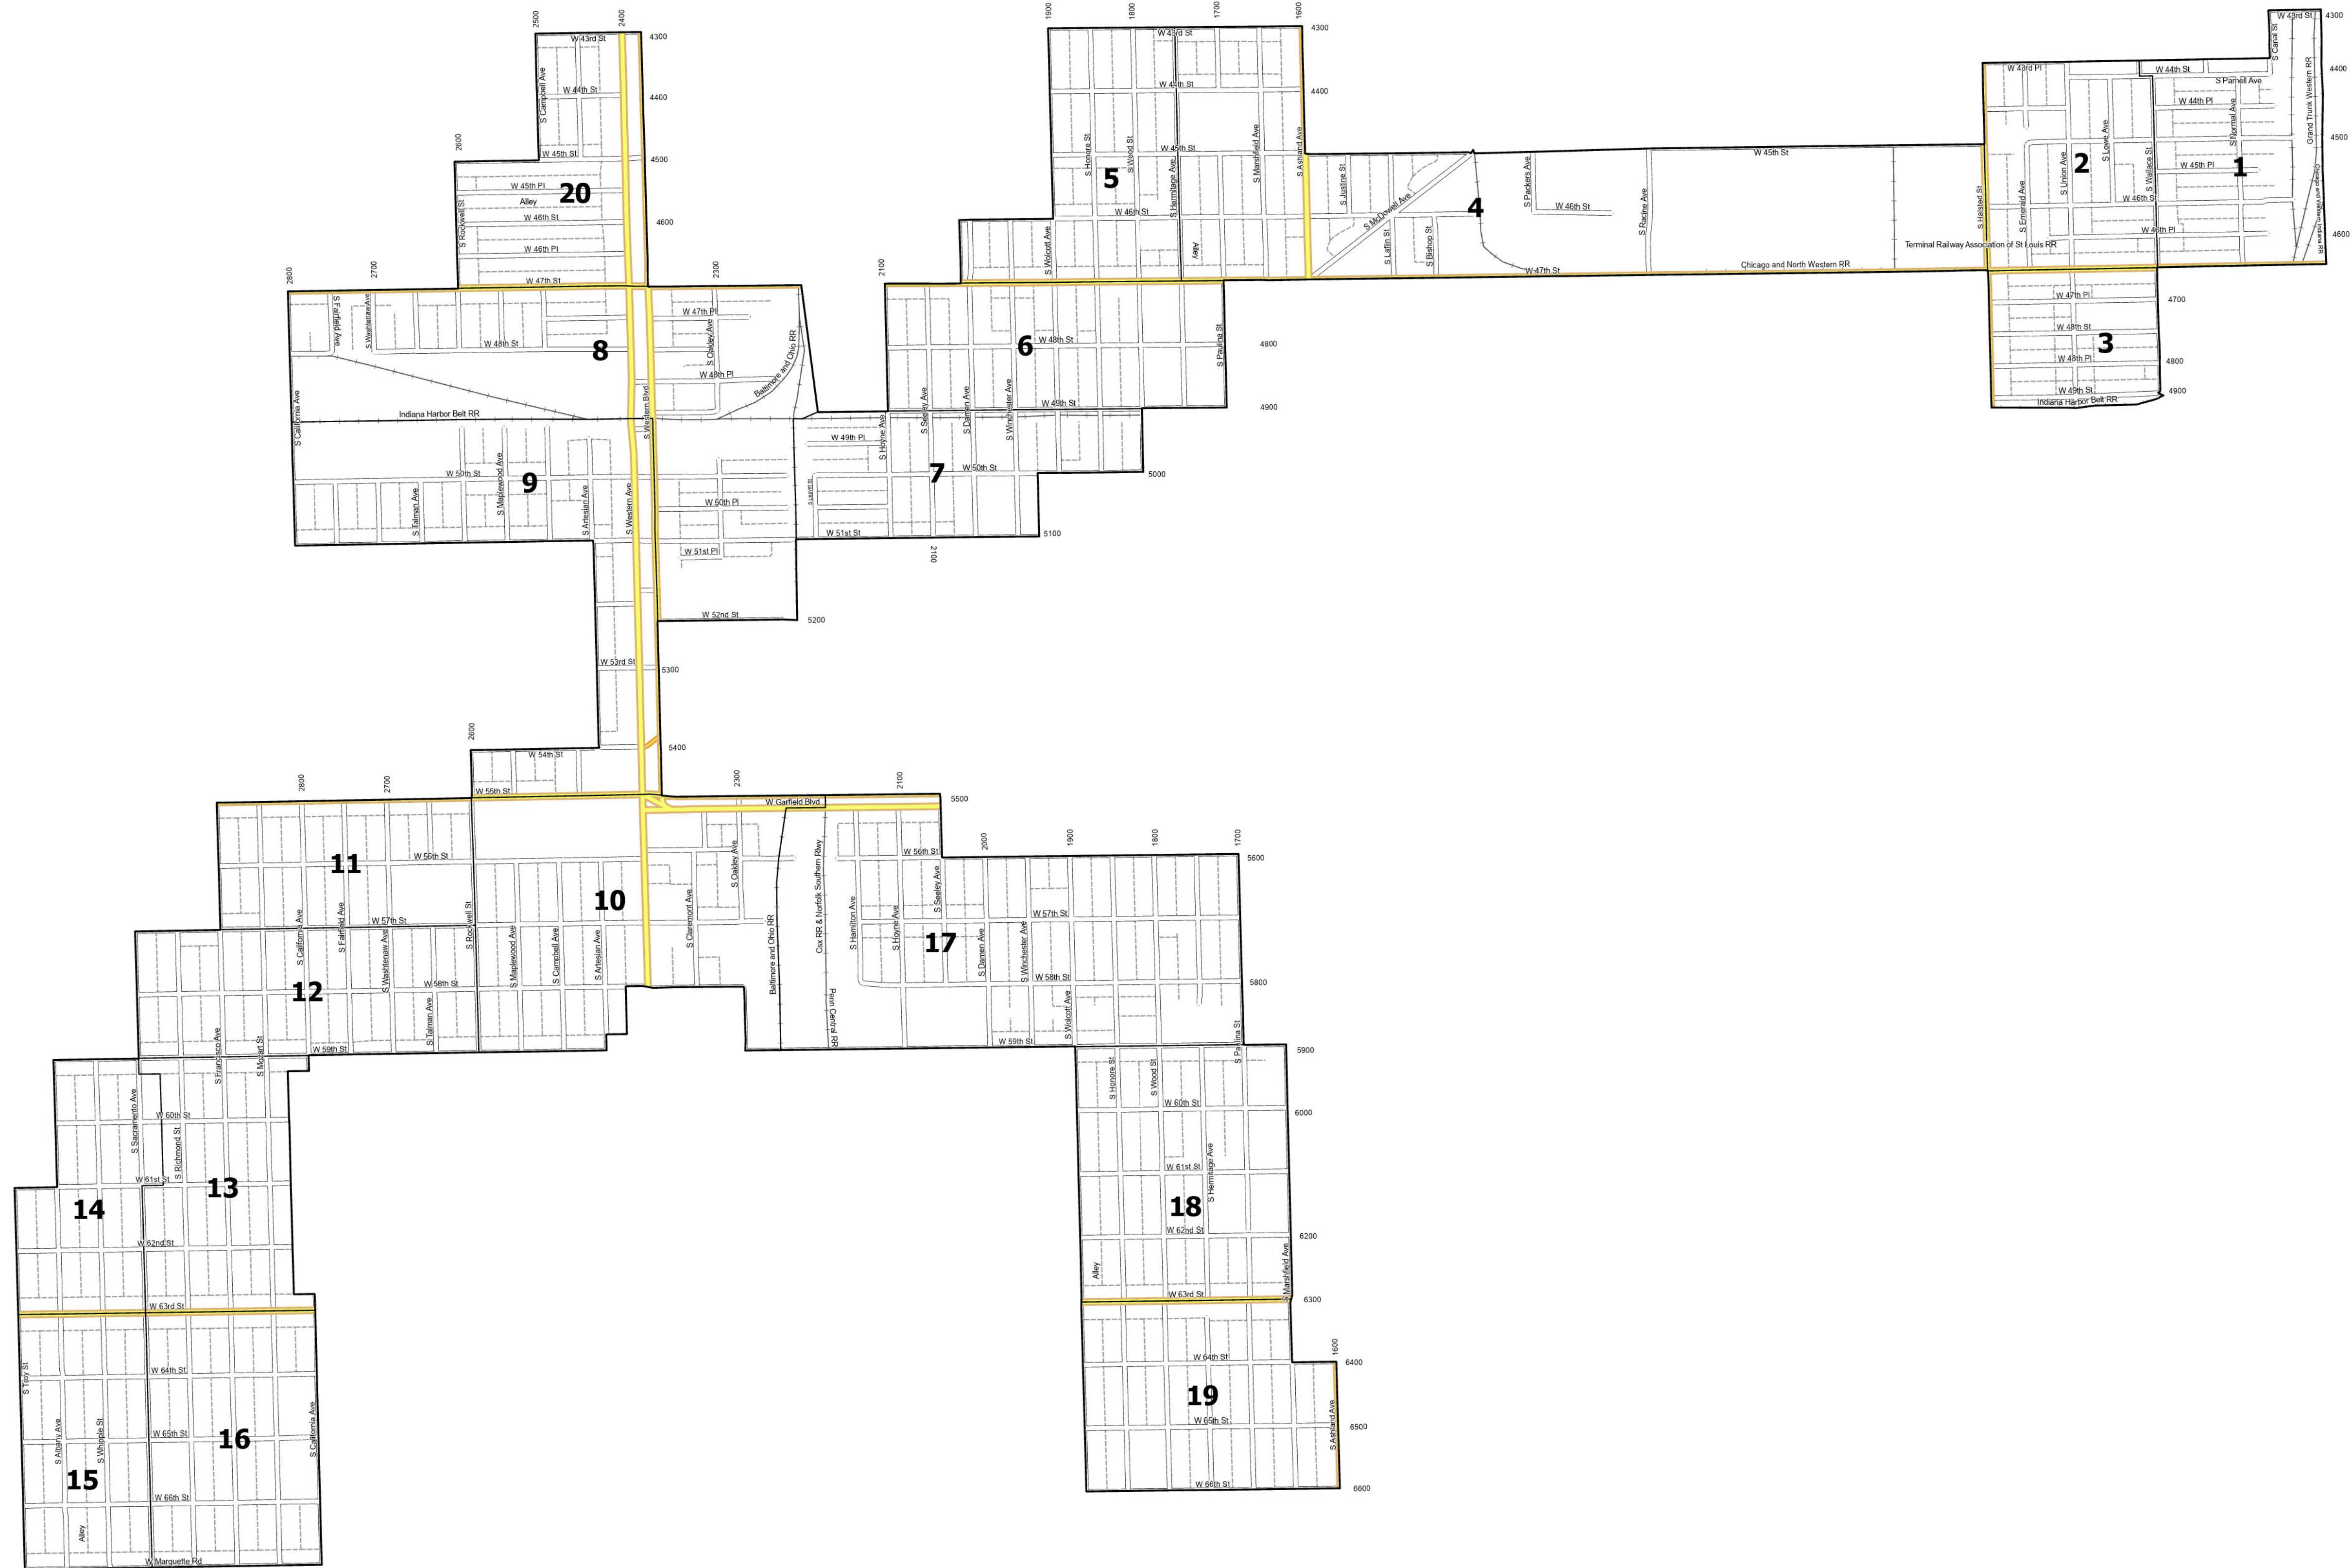 1900
1800
1700
1600
2500
2400
W 43rd St
4300
4300
W 43rd St
4300
W 43rd St
S Canal St
Grand Trunk Western RR
S Campbell Ave
W 44th St
4400
W 44th St
4400
W 43rd Pl
W 44th St
S Parnell Ave
4400
W 44th Pl
S Normal Ave
4500
2600
W 45th St
4500
S Honore St
S Wood St
W 45th St
S Hermitage Ave
S Marshfield Ave
S Ashland Ave
W 45th St
S Lowe Ave
S Wallace St
W 45th Pl
Chicago and Western Indiana RR
5
2
1
W 45th Pl
Alley
20
S Rockwell St
W 46th St
4600
W 46th Pl
W 47th St
S Justine St
S McDowell Ave
4
S Packers Ave
W 46th St
S Racine Ave
S Halsted St
S Emerald Ave
S Union Ave
W 46th St
W 46th Pl
4600
W 46th St
S Wolcott Ave
Alley
S Laflin St
S Bishop St
W 47th St
Chicago and North Western RR
Terminal Railway Association of St Louis RR
2800
2700
2300
2100
S Fairfield Ave
S Washtenaw Ave
W 47th Pl
W 47th Pl
4700
W 48th St
8
S Oakley Ave
Baltimore and Ohio RR
6
W 48th St
S Paulina St
4800
W 48th St
3
W 48th Pl
4800
W 48th Pl
W 49th St
4900
Indiana Harbor Belt RR
S California Ave
Indiana Harbor Belt RR
S Western Blvd
S Seeley Ave
S Damen Ave
S Winchester Ave
W 49th St
4900
W 49th Pl
S Hoyne Ave
W 50th St
S Maplewood Ave
9
S Leavitt St
7
W 50th St
5000
S Talman Ave
S Artesian Ave
S Western Ave
W 50th Pl
W 51st St
5100
W 51st Pl
2100
W 52nd St
5200
W 53rd St
5300
2600
W 54th St
5400
2800
2700
2300
2100
W 55th St
W Garfield Blvd
5500
2000
1900
1800
1700
11
W 56th St
S Oakley Ave
Csx RR & Norfolk Southern Rlwy
W 56th St
5600
10
S Seeley Ave
S California Ave
S Fairfield Ave
W 57th St
S Rockwell St
S Claremont Ave
Baltimore and Ohio RR
S Hamilton Ave
S Hoyne Ave
W 57th St
17
S Washtenaw Ave
S Maplewood Ave
S Campbell Ave
S Artesian Ave
S Damen Ave
S Winchester Ave
12
W 58th St
W 58th St
5800
S Talman Ave
Penn Central RR
S Wolcott Ave
S Francisco Ave
S Mozart St
W 59th St
W 59th St
S Paulina St
5900
S Honore St
S Wood St
S Sacramento Ave
W 60th St
W 60th St
6000
S Richmond St
W 61st St
13
W 61st St
S Hermitage Ave
14
18
W 62nd St
W 62nd St
6200
Alley
S Marshfield Ave
W 63rd St
W 63rd St
6300
1600
S Troy St
W 64th St
W 64th St
6400
19
S Albany Ave
S Whipple St
W 65th St
16
S California Ave
W 65th St
S Ashland Ave
6500
15
W 66th St
W 66th St
6600
Alley
W Marquette Rd